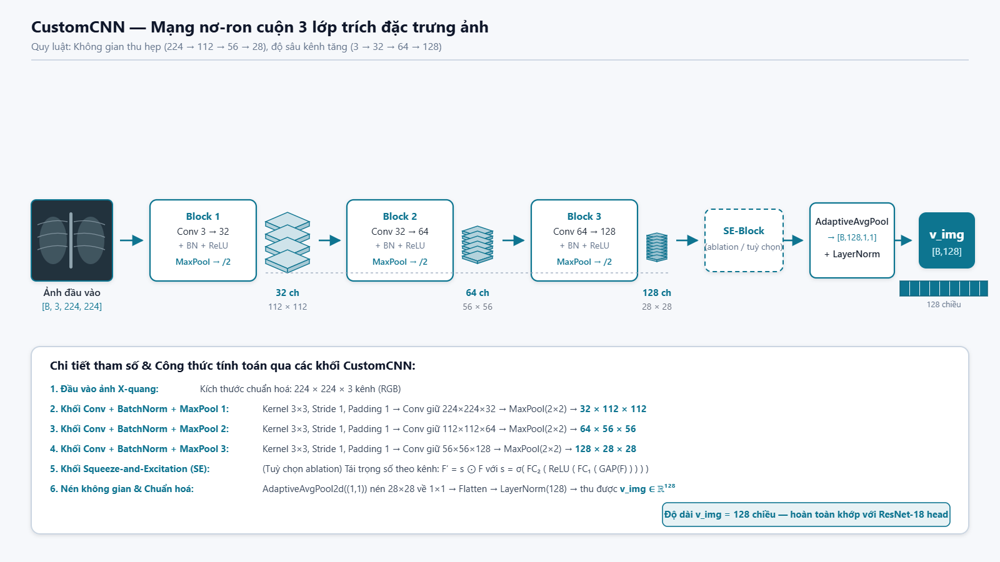 CustomCNN — Mạng nơ-ron cuộn 3 lớp trích đặc trưng ảnh
Quy luật: Không gian thu hẹp (224 → 112 → 56 → 28), độ sâu kênh tăng (3 → 32 → 64 → 128)
Ảnh đầu vào
[B, 3, 224, 224]
Block 1
Conv 3 → 32
+ BN + ReLU
MaxPool → /2
32 ch
112 × 112
Block 2
Conv 32 → 64
+ BN + ReLU
MaxPool → /2
64 ch
56 × 56
Block 3
Conv 64 → 128
+ BN + ReLU
MaxPool → /2
128 ch
28 × 28
SE-Block
(ablation / tuỳ chọn)
AdaptiveAvgPool
→ [B,128,1,1]
+ LayerNorm
v_img
[B,128]
128 chiều
Chi tiết tham số & Công thức tính toán qua các khối CustomCNN:
1. Đầu vào ảnh X-quang: Kích thước chuẩn hoá: 224 × 224 × 3 kênh (RGB)
2. Khối Conv + BatchNorm + MaxPool 1: Kernel 3×3, Stride 1, Padding 1 → Conv giữ 224×224×32 → MaxPool(2×2) → 32 × 112 × 112
3. Khối Conv + BatchNorm + MaxPool 2: Kernel 3×3, Stride 1, Padding 1 → Conv giữ 112×112×64 → MaxPool(2×2) → 64 × 56 × 56
4. Khối Conv + BatchNorm + MaxPool 3: Kernel 3×3, Stride 1, Padding 1 → Conv giữ 56×56×128 → MaxPool(2×2) → 128 × 28 × 28
5. Khối Squeeze-and-Excitation (SE): (Tuỳ chọn ablation) Tái trọng số theo kênh: F’ = s ⊙ F với s = σ( FC₂ ( ReLU ( FC₁ ( GAP(F) ) ) ) )
6. Nén không gian & Chuẩn hoá: AdaptiveAvgPool2d((1,1)) nén 28×28 về 1×1 → Flatten → LayerNorm(128) → thu được v_img ∈ ℝ¹²⁸
Độ dài v_img = 128 chiều — hoàn toàn khớp với ResNet-18 head